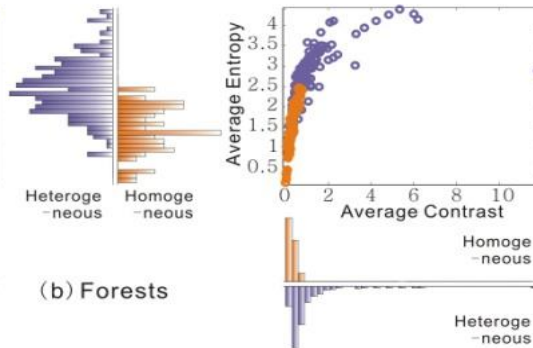 Heteroge
-neous
Homoge
-neous
Average Entropy
4
3.5
3
2.5
2
1.5
1
0.5
0
2
4
6
8
10
Average Contrast
Homoge
-neous
Heteroge
-neous
(b) Forests